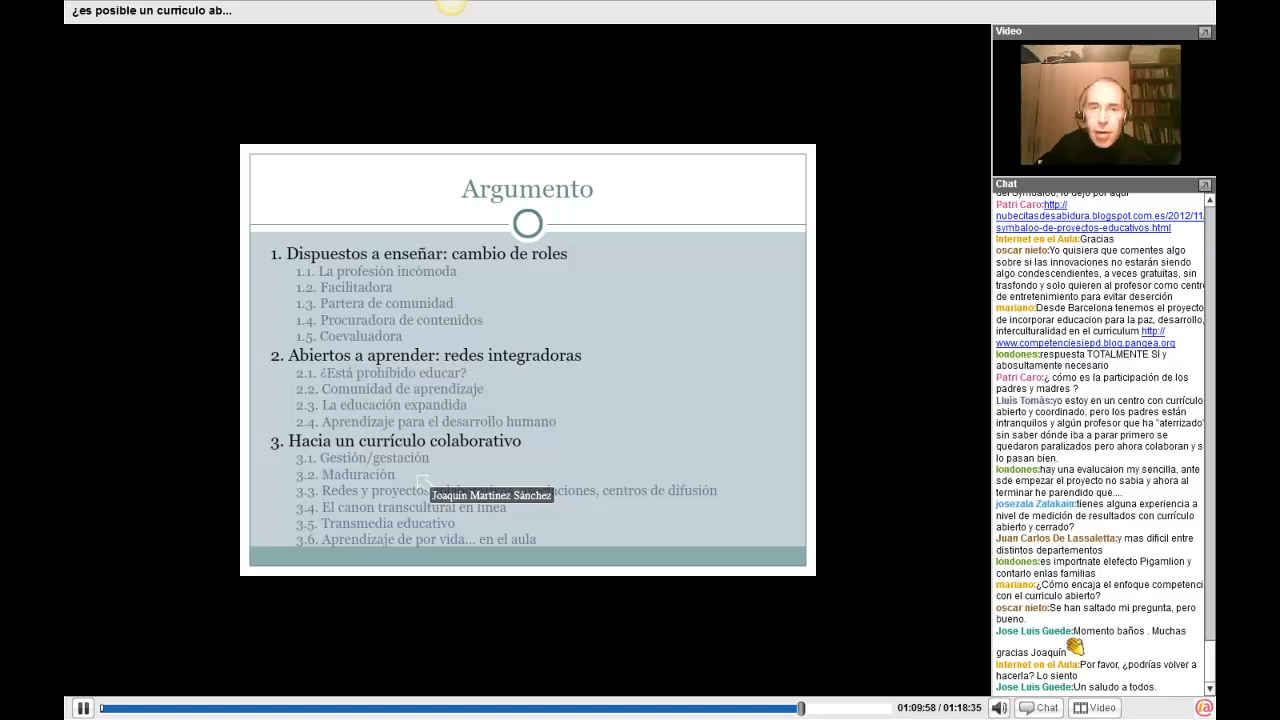 ¿es posible un curriculo ab...
Argumento
1. Dispuestos a enseñar: cambio de roles
1.1. La profesión incómoda
1.2. Facilitadora
1.3. Partera de comunidad
1.4. Procuradora de contenidos
1.5. Coevaluadora
2. Abiertos a aprender: redes integradoras
2.1. ¿Está prohibido educar?
2.2. Comunidad de aprendizaje
2.3. La educación expandida
2.4. Aprendizaje para el desarrollo humano
3. Hacia un currículo colaborativo
3.1. Gestión/gestación
3.2. Maduración
3.3. Redes y proyectos ciones, centros de difusión
Joaquín Martínez Sánchez
3.4. El canon transcultural en línea
3.5. Transmedia educativo
3.6. Aprendizaje de por vida... en el aula
Video
Chat
del Symbaloo, lo dejo por aquí
Patri Caro:http://
nubecitasdesabidura.blogspot.com.es/2012/11/
symbaloo-de-proyectos-educativos.html
Internet en el Aula:Gracias
oscar nieto:Yo quisiera que comentes algo
sobre si las innovaciones no estarán siendo
algo condescendientes, a veces gratuitas, sin
trasfondo y solo quieren al profesor como centro
de entretenimiento para evitar deserción
mariano:Desde Barcelona tenemos el proyecto
de incorporar educacion para la paz, desarrollo,
interculturalidad en el curriculum http://
www.competenciesiepd.blog.pangea.org
londones:respuesta TOTALMENTE SI y
abosultamente necesario
Patri Caro:¿ cómo es la participación de los
padres y madres ?
Lluís Tomàs:yo estoy en un centro con currículo
abierto y coordinado, pero los padres están
intranquilos y algún profesor que ha "aterrizado"
sin saber dónde iba a parar primero se
quedaron paralizados pero ahora colaboran y s
lo pasan bien.
londones:hay una evalucaion my sencilla, ante
sde empezar el proyecto no sabia y ahora al
terminar he perendido que....
josezala Zalakain:tienes alguna experiencia a
nivel de medición de resultados con currículo
abierto y cerrado?
Juan Carlos De Lassaletta:y mas dificil entre
distintos departementos
londones:es importnate elefecto Pigamlion y
contarlo enlas familias
mariano:¿Cómo encaja el enfoque competenci
con el curriculo abierto?
oscar nieto:Se han saltado mi pregunta, pero
bueno.
Jose Luis Guede:Momento baños . Muchas
gracias Joaquín
Internet en el Aula:Por favor, ¿podrías volver a
hacerla? Lo siento
Jose Luis Guede:Un saludo a todos.
01:09:58 / 01:18:35
Chat
Video